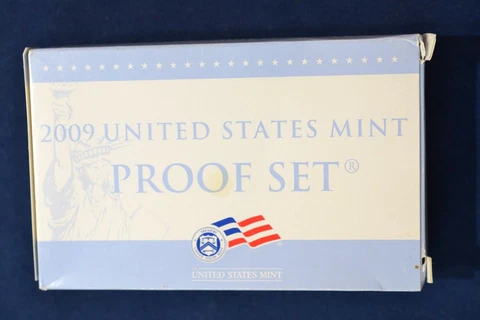 2009 UNITED STATES MINT
PROOF SET®
UNITED STATES MINT